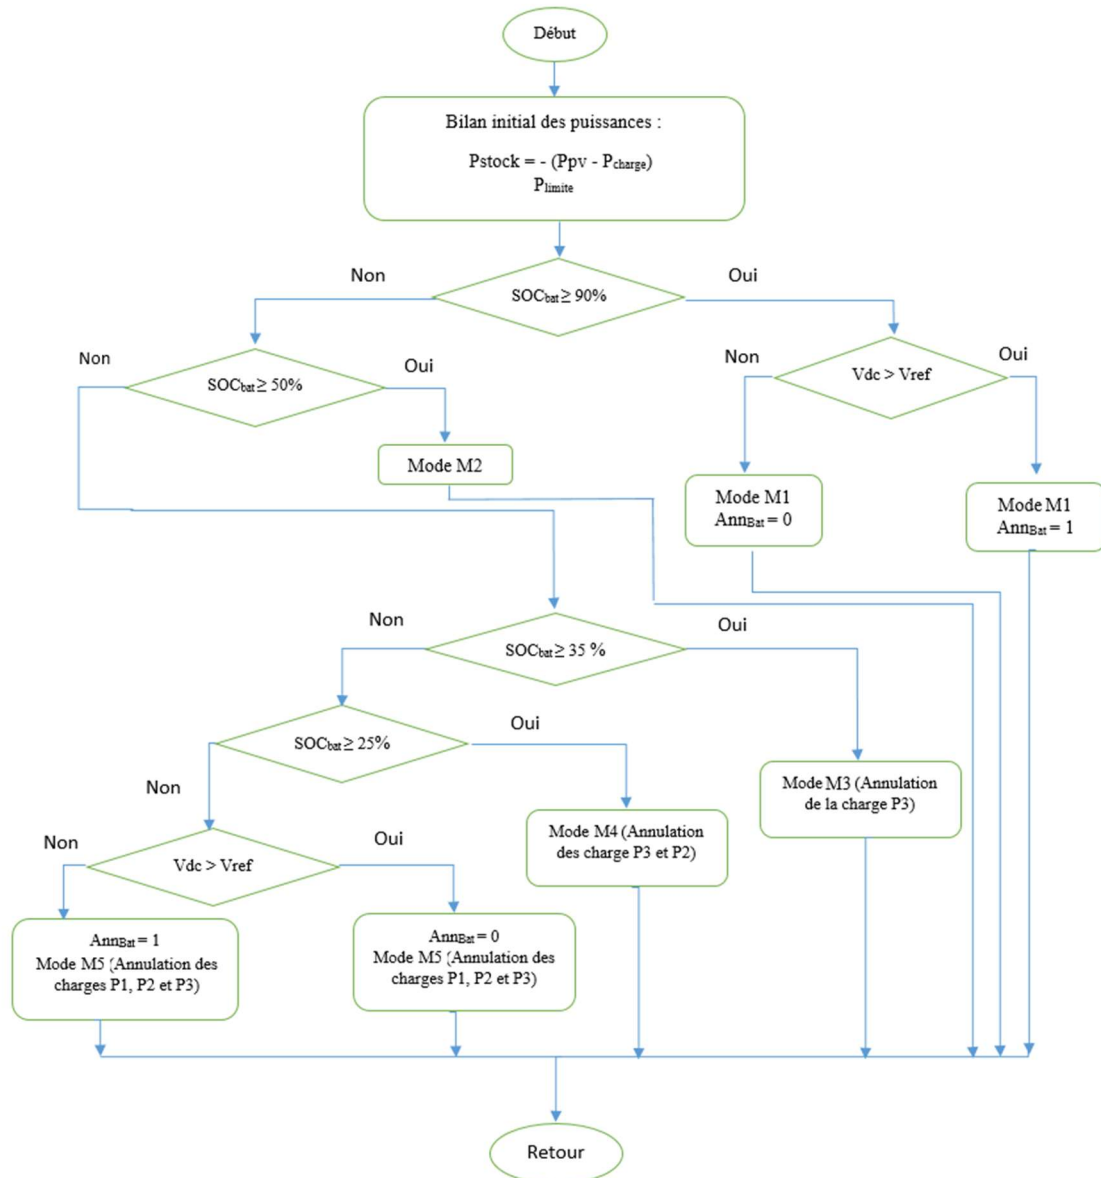 Début
Bilan initial des puissances :
Pstock = - (Ppv - Pcharge)
Plimite
Non
Oui
SOCbat ≥ 90%
Non
Oui
SOCbat ≥ 50%
Non
Oui
Vdc > Vref
Mode M2
Mode M1
AnnBat = 0
Mode M1
AnnBat = 1
Non
Oui
SOCbat ≥ 35 %
Oui
SOCbat ≥ 25%
Non
Mode M3 (Annulation
de la charge P3)
Mode M4 (Annulation
des charge P3 et P2)
Non
Oui
Vdc > Vref
AnnBat = 1
Mode M5 (Annulation des
charges P1, P2 et P3)
AnnBat = 0
Mode M5 (Annulation des
charges P1, P2 et P3)
Retour